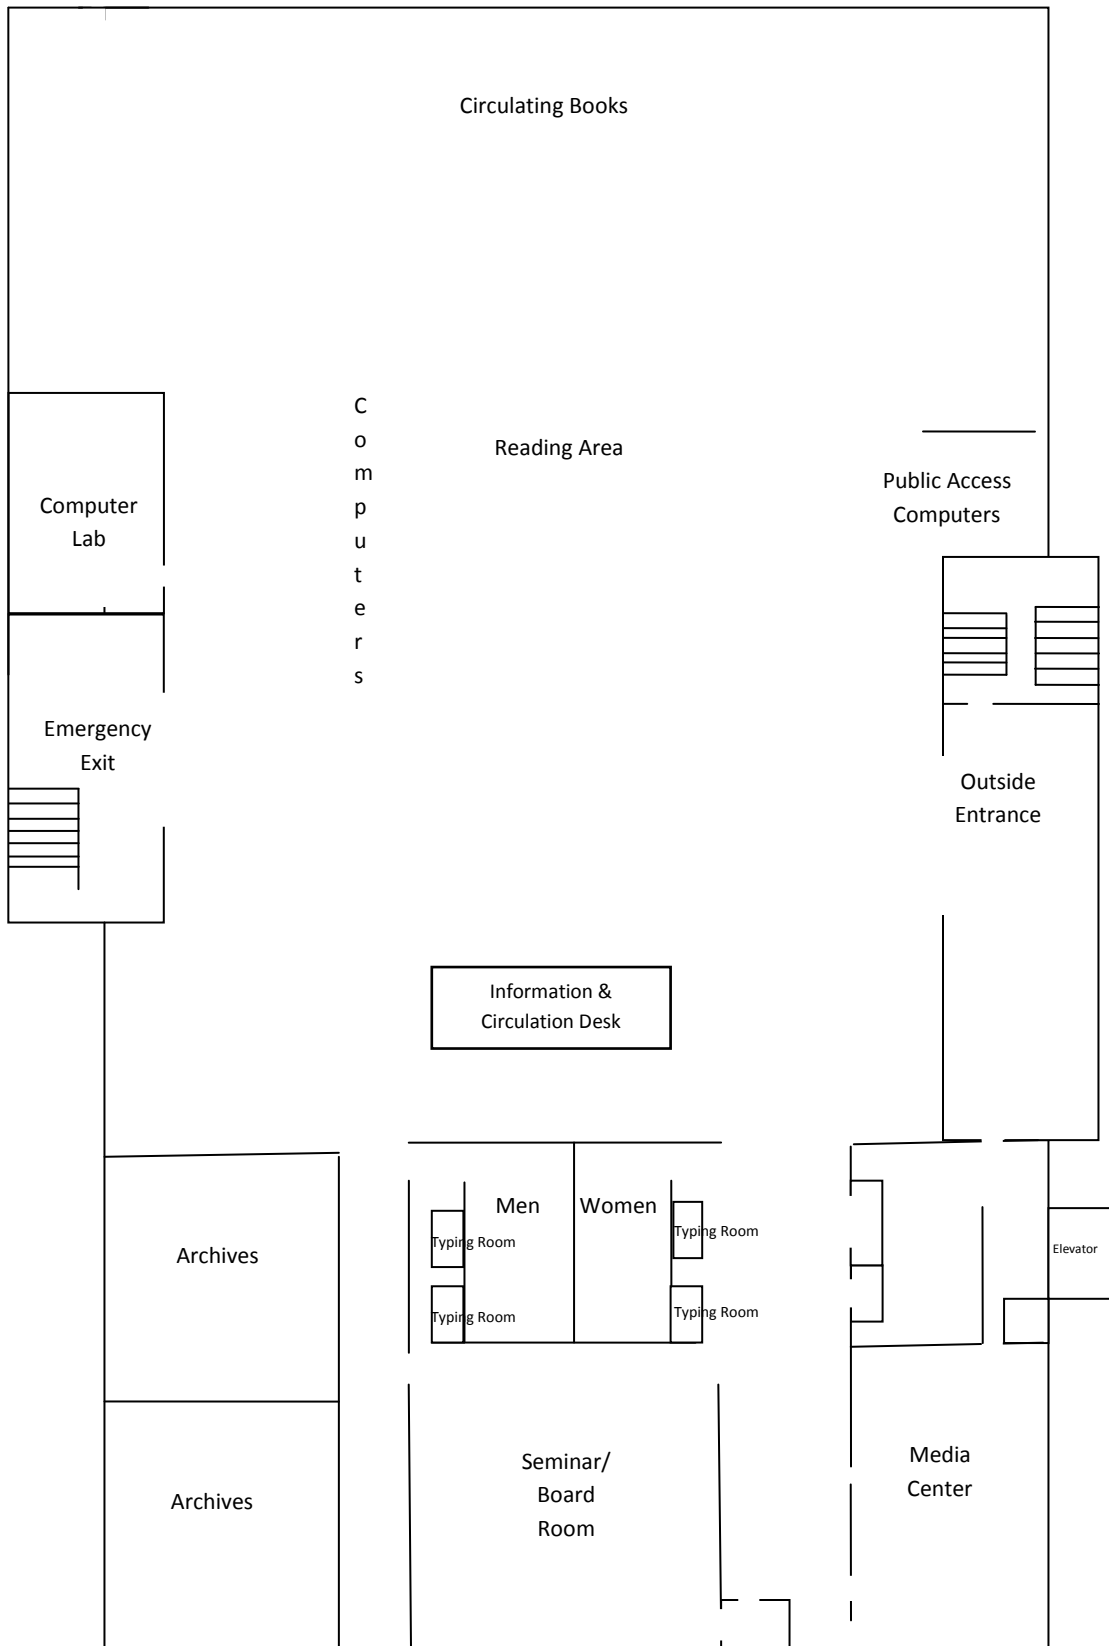 Circulating Books
C
o
m
p
u
t
e
r
s
Reading Area
Public Access
Computers
Computer
Lab
Emergency
Exit
Outside
Entrance
Information &
Circulation Desk
Men
Women
Typing Room
Typing Room
Archives
Elevator
Typing Room
Typing Room
Seminar/
Board
Room
Media
Center
Archives